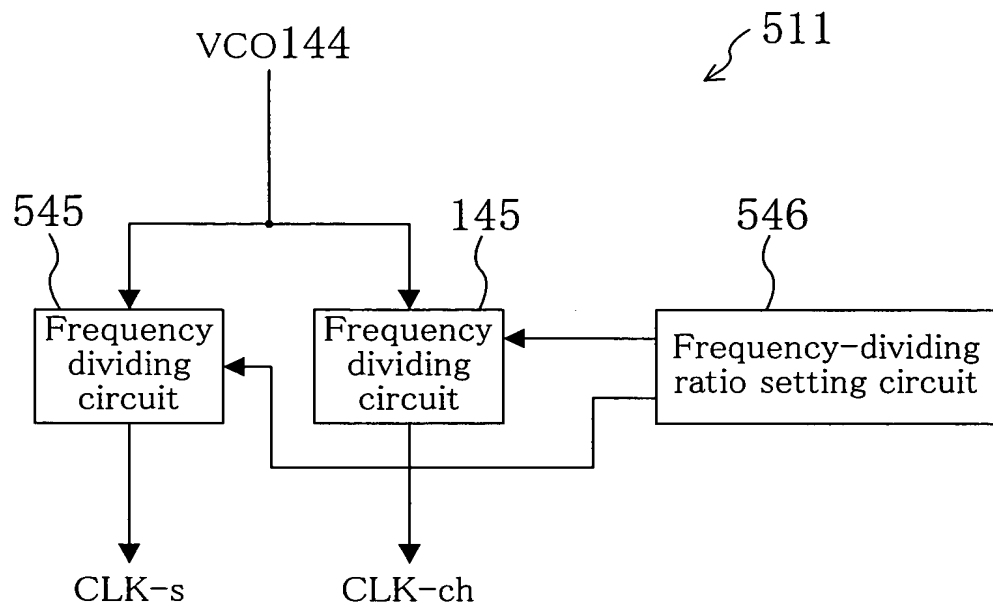 511
VCO144
545
145
546
Frequency
dividing
circuit
Frequency
dividing
circuit
Frequency-dividing
ratio setting circuit
CLK-s
CLK-ch